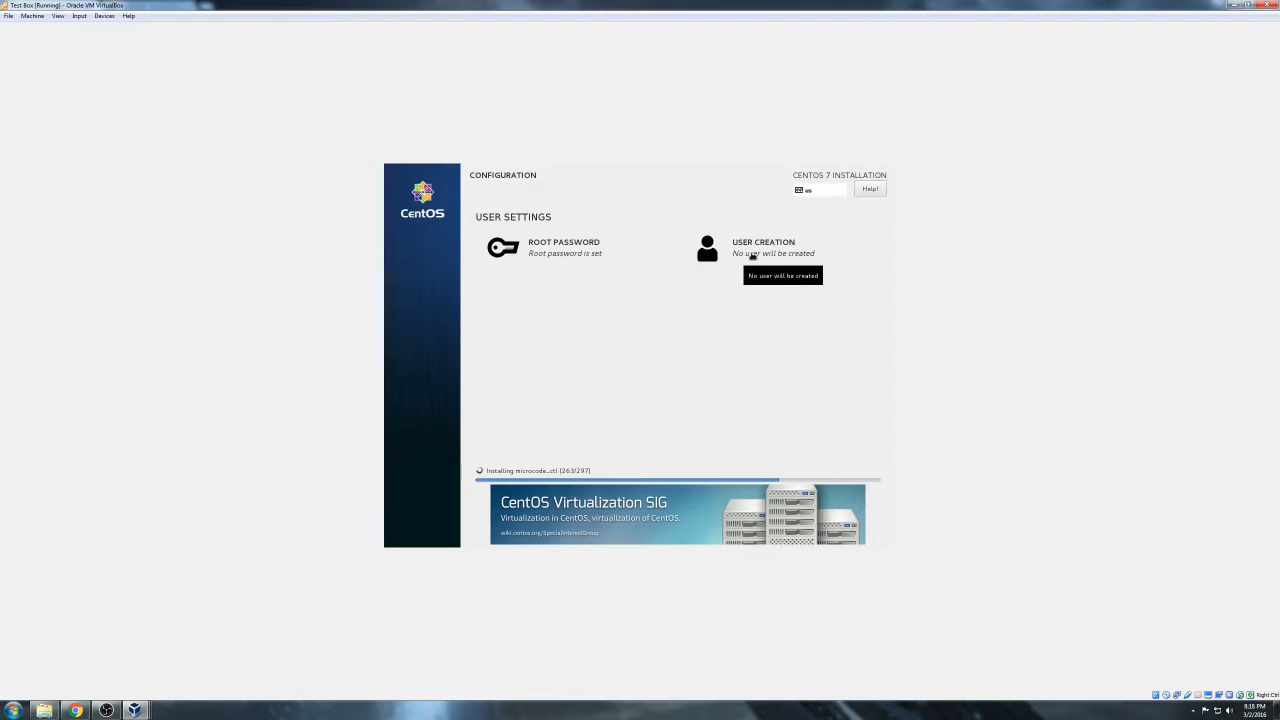 Test Box [Running] - Oracle VM VirtualBox
File Machine View Input Devices Help
CentOS
CONFIGURATION
CENTOS 7 INSTALLATION
us
Help!
USER SETTINGS
ROOT PASSWORD
Root password is set
USER CREATION
No user will be created
No user will be created
Installing microcode_ctl (263/297)
CentOS Virtualization SIG
Virtualization in CentOS, virtualization of CentOS.
wiki.centos.org/SpecialInterestGroup
Right Ctrl
8:18 PM
3/2/2016